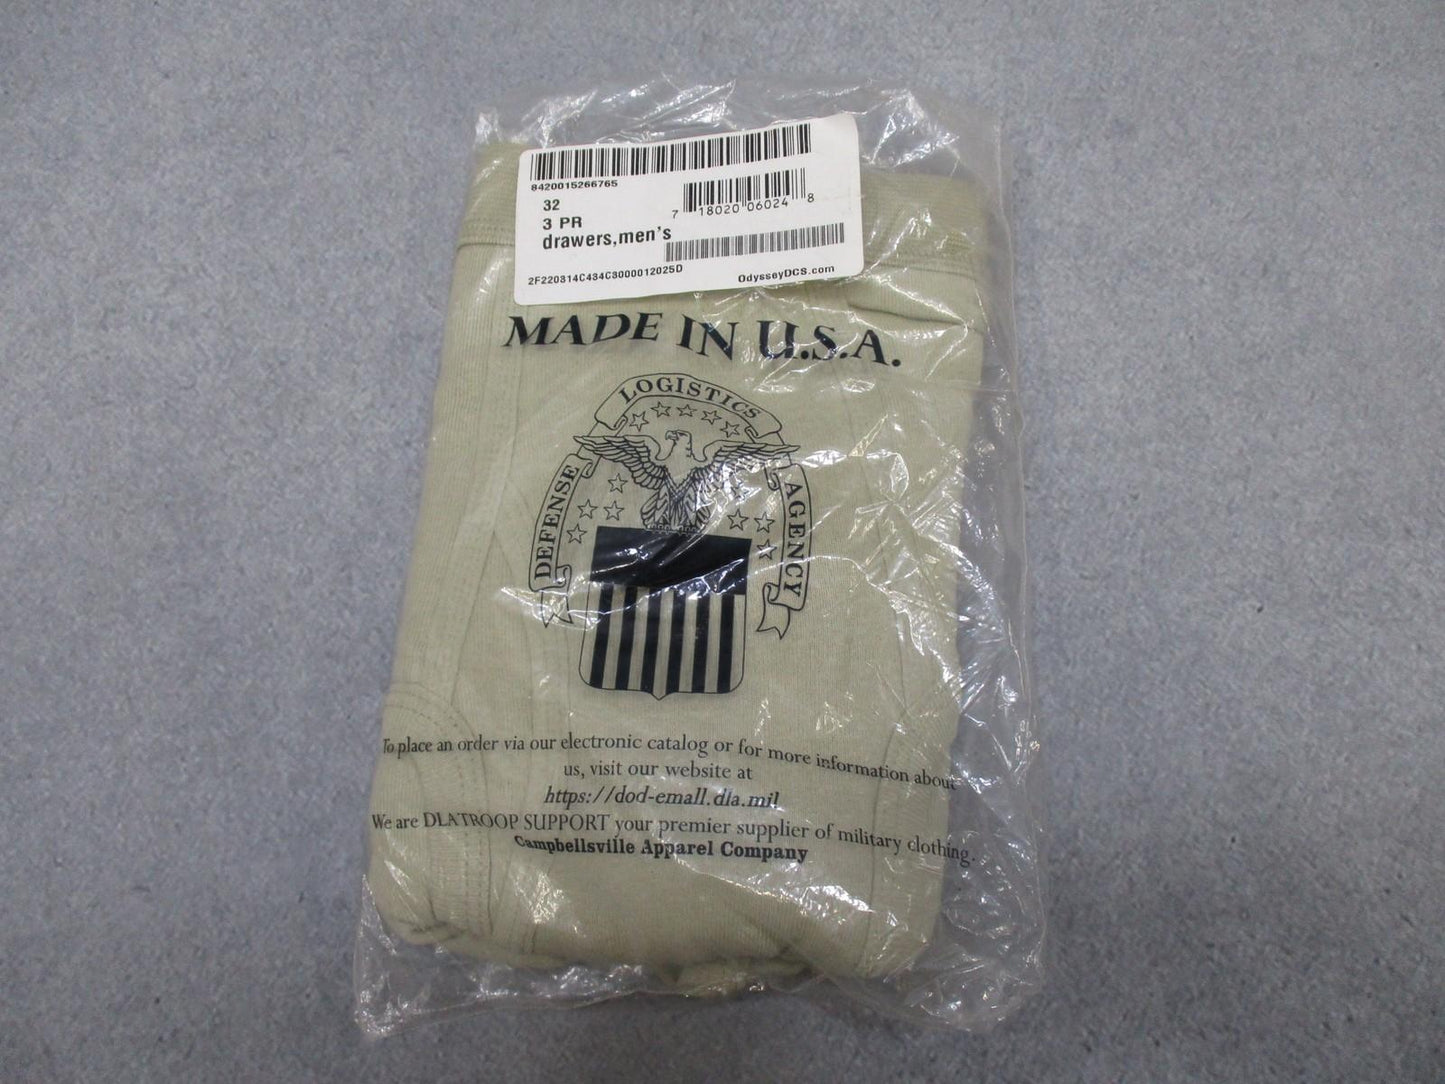 8420015266765
32
3 PR
drawers,men's
7 18020 06024 8
2F220314C434C3000012025D
OdysseyDCS.com
MADE IN U.S.A.
DEFENSE LOGISTICS AGENCY
To place an order via our electronic catalog or for more information about
us, visit our website at
https://dod-emall.dla.mil
We are DLATROOP SUPPORT your premier supplier of military clothing.
Campbellsville Apparel Company